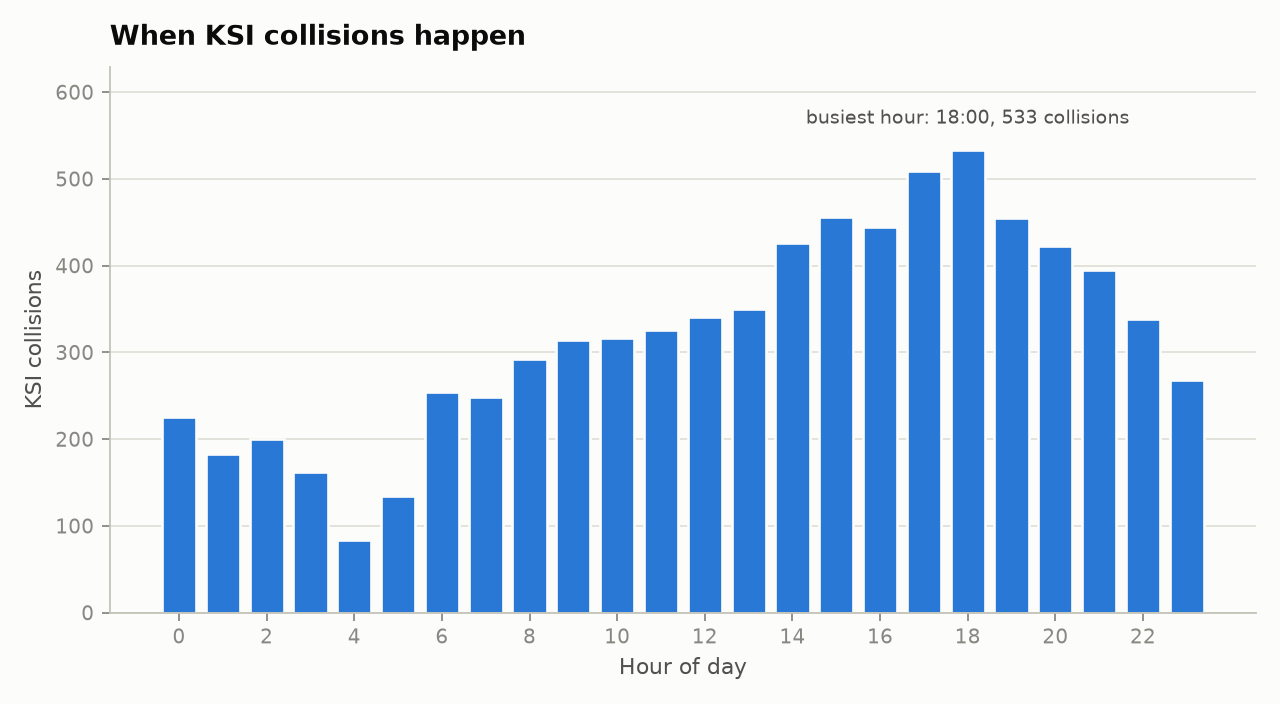 When KSI collisions happen
600
500
400
300
200
100
0
KSI collisions
busiest hour: 18:00, 533 collisions
0 2 4 6 8 10 12 14 16 18 20 22
Hour of day